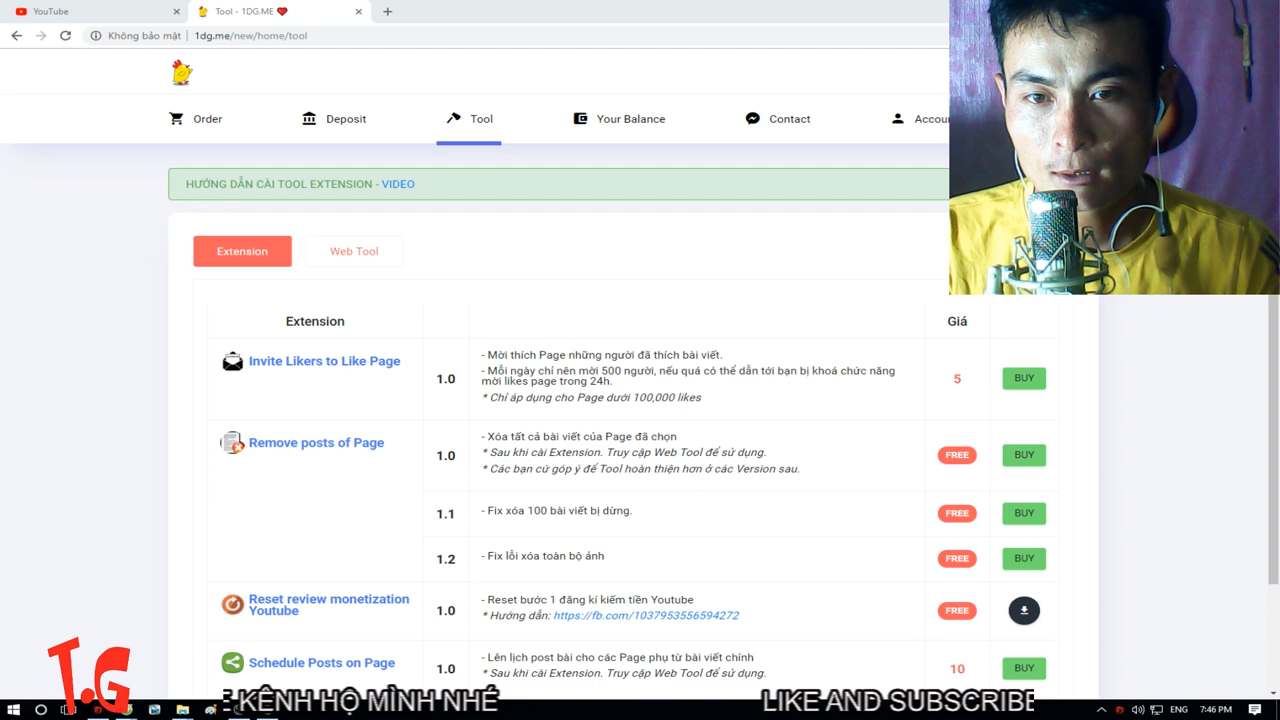 YouTube
Tool - 1DG.ME ❤
Không bảo mật
1dg.me/new/home/tool
Order
Deposit
Tool
Your Balance
Contact
HƯỚNG DẪN CÀI TOOL EXTENSION - VIDEO
Extension
Web Tool
Extension
Giá
Invite Likers to Like Page
1.0
- Mời thích Page những người đã thích bài viết.
- Mỗi ngày chỉ nên mời 500 người, nếu quá có thể dẫn tới bạn bị khoá chức năng
mời likes page trong 24h.
* Chỉ áp dụng cho Page dưới 100,000 likes
5
BUY
Remove posts of Page
1.0
- Xóa tất cả bài viết của Page đã chọn
* Sau khi cài Extension. Truy cập Web Tool để sử dụng.
* Các bạn cứ góp ý để Tool hoàn thiện hơn ở các Version sau.
FREE
BUY
1.1
- Fix xóa 100 bài viết bị dừng.
FREE
BUY
1.2
- Fix lỗi xóa toàn bộ ảnh
FREE
BUY
Reset review monetization
Youtube
1.0
- Reset bước 1 đăng kí kiếm tiền Youtube
* Hướng dẫn: https://fb.com/1037953556594272
FREE
Schedule Posts on Page
1.0
- Lên lịch post bài cho các Page phụ từ bài viết chính
* Sau khi cài Extension. Truy cập Web Tool để sử dụng.
10
BUY
T.G
KÊNH HỘ MÌNH NHÉ
LIKE AND SUBSCRIBE
ENG
7:46 PM